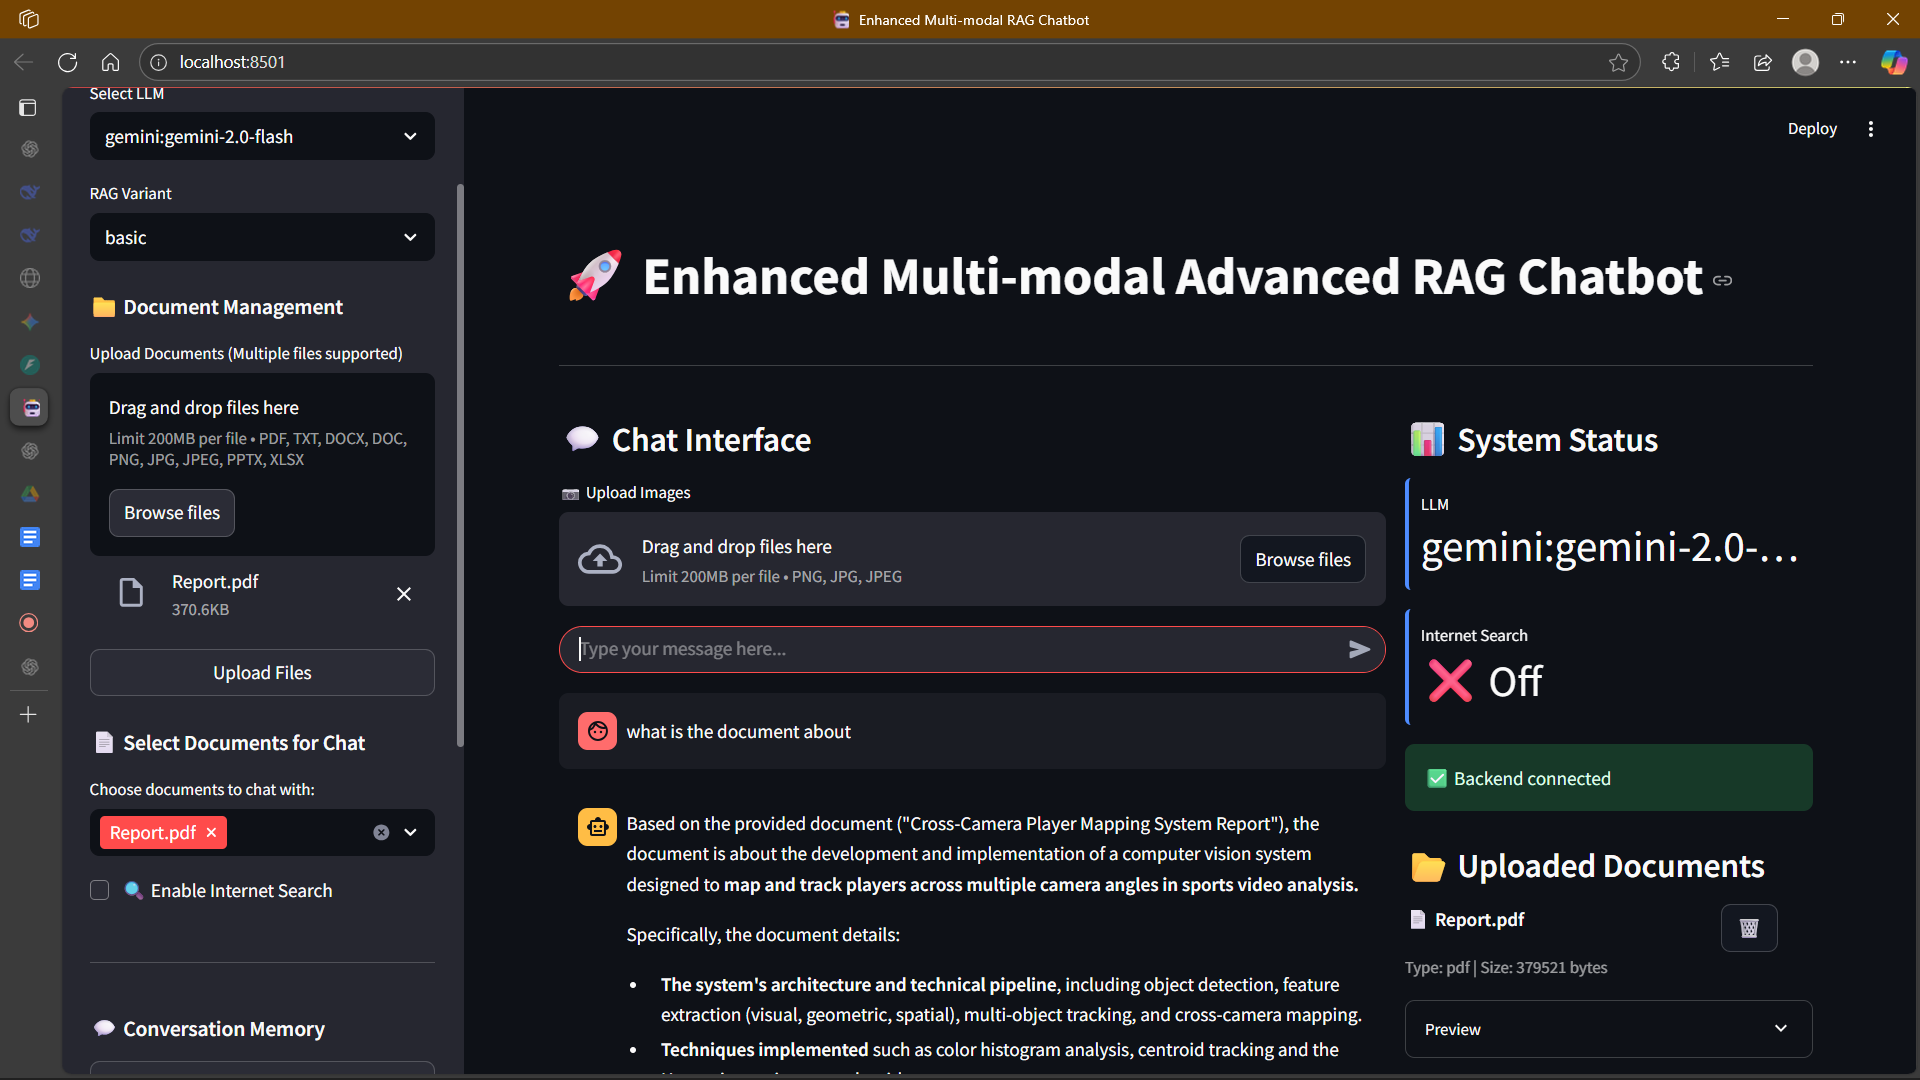 Enhanced Multi-modal RAG Chatbot
localhost:8501
Select LLM
gemini:gemini-2.0-flash
RAG Variant
basic
Document Management
Upload Documents (Multiple files supported)
Drag and drop files here
Limit 200MB per file • PDF, TXT, DOCX, DOC,
PNG, JPG, JPEG, PPTX, XLSX
Browse files
Report.pdf
370.6KB
Upload Files
Select Documents for Chat
Choose documents to chat with:
Report.pdf
Enable Internet Search
Conversation Memory
Deploy
Enhanced Multi-modal Advanced RAG Chatbot
Chat Interface
Upload Images
Drag and drop files here
Limit 200MB per file • PNG, JPG, JPEG
Browse files
Type your message here...
what is the document about
Based on the provided document ("Cross-Camera Player Mapping System Report"), the
document is about the development and implementation of a computer vision system
designed to map and track players across multiple camera angles in sports video analysis.
Specifically, the document details:
• The system's architecture and technical pipeline, including object detection, feature
extraction (visual, geometric, spatial), multi-object tracking, and cross-camera mapping.
• Techniques implemented such as color histogram analysis, centroid tracking and the
System Status
LLM
gemini:gemini-2.0-...
Internet Search
Off
Backend connected
Uploaded Documents
Report.pdf
Type: pdf | Size: 379521 bytes
Preview